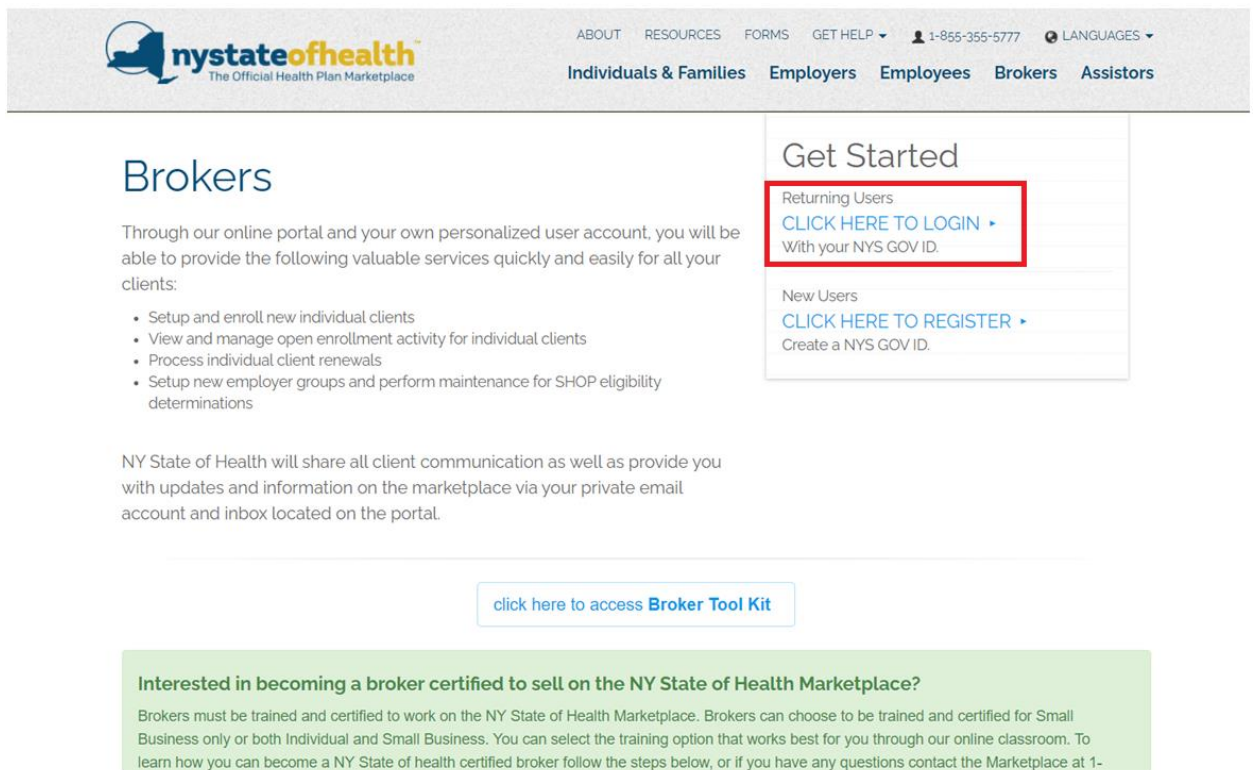 nystateofhealth™
The Official Health Plan Marketplace
ABOUT RESOURCES FORMS GET HELP 1-855-355-5777 LANGUAGES
Individuals & Families Employers Employees Brokers Assistors
Brokers
Through our online portal and your own personalized user account, you will be
able to provide the following valuable services quickly and easily for all your
clients:
• Setup and enroll new individual clients
• View and manage open enrollment activity for individual clients
• Process individual client renewals
• Setup new employer groups and perform maintenance for SHOP eligibility
determinations
NY State of Health will share all client communication as well as provide you
with updates and information on the marketplace via your private email
account and inbox located on the portal.
Get Started
Returning Users
CLICK HERE TO LOGIN
With your NYS GOV ID.
New Users
CLICK HERE TO REGISTER
Create a NYS GOV ID.
click here to access Broker Tool Kit
Interested in becoming a broker certified to sell on the NY State of Health Marketplace?
Brokers must be trained and certified to work on the NY State of Health Marketplace. Brokers can choose to be trained and certified for Small
Business only or both Individual and Small Business. You can select the training option that works best for you through our online classroom. To
learn how you can become a NY State of health certified broker follow the steps below, or if you have any questions contact the Marketplace at 1-